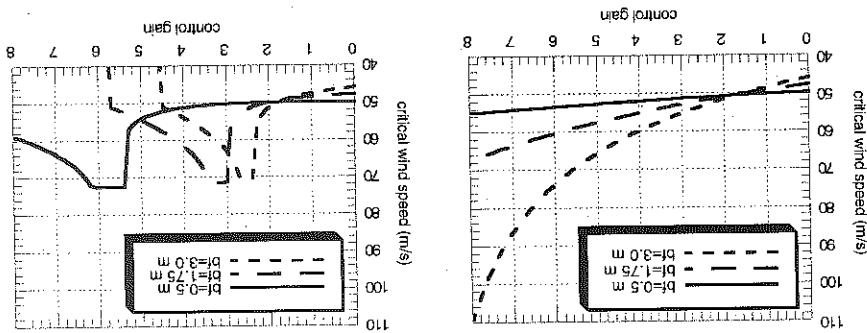 critical wind speed (m/s)
110
100
90
80
70
60
50
40
bf=0.5 m
bf=1.75 m
bf=3.0 m
0 1 2 3 4 5 6 7 8
control gain
critical wind speed (m/s)
110
100
90
80
70
60
50
40
bf=0.5 m
bf=1.75 m
bf=3.0 m
0 1 2 3 4 5 6 7 8
control gain